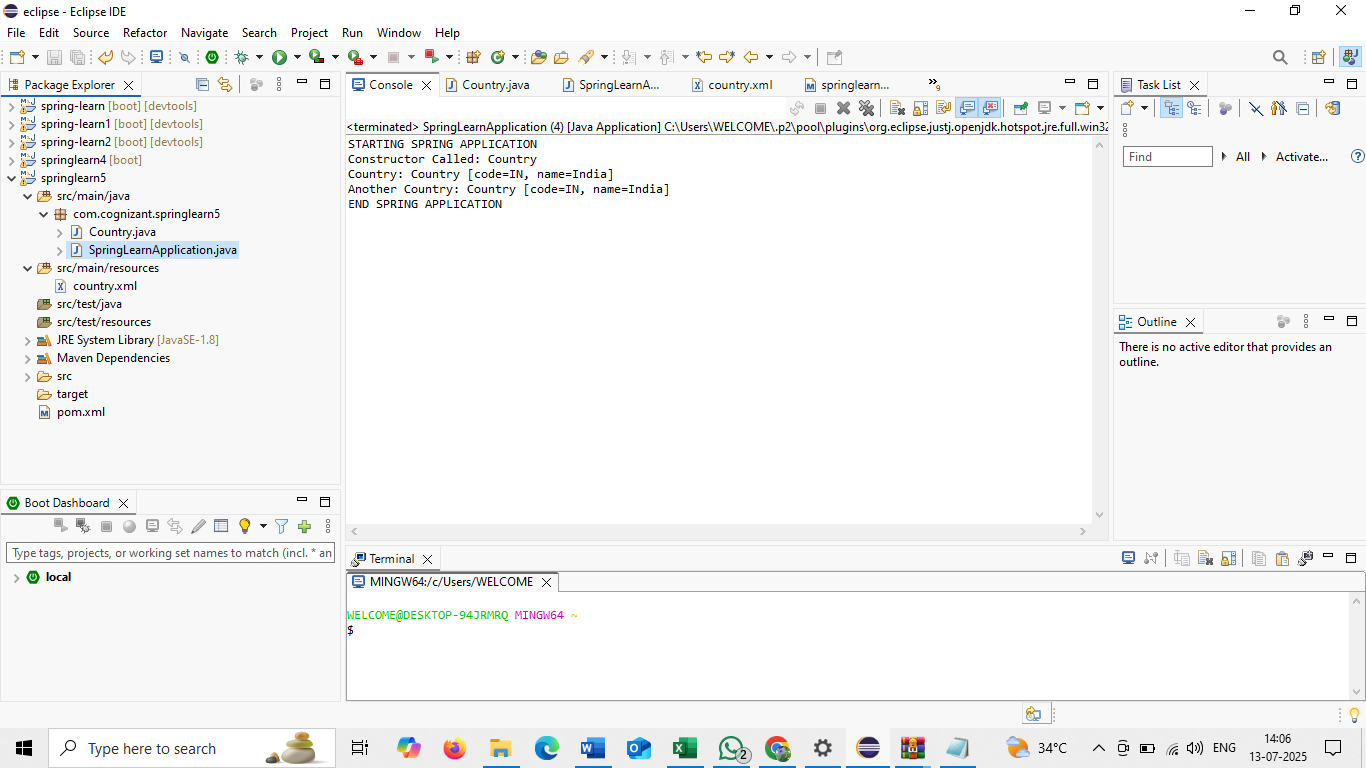 eclipse - Eclipse IDE
File Edit Source Refactor Navigate Search Project Run Window Help
Package Explorer
spring-learn [boot] [devtools]
spring-learn1 [boot] [devtools]
spring-learn2 [boot] [devtools]
springlearn4 [boot]
springlearn5
src/main/java
com.cognizant.springlearn5
Country.java
SpringLearnApplication.java
src/main/resources
country.xml
src/test/java
src/test/resources
JRE System Library [JavaSE-1.8]
Maven Dependencies
src
target
pom.xml
Boot Dashboard
Type tags, projects, or working set names to match (incl. * an
local
Console Country.java SpringLearnA... country.xml springlearn... »9
<terminated> SpringLearnApplication (4) [Java Application] C:\Users\WELCOME\.p2\pool\plugins\org.eclipse.justj.openjdk.hotspot.jre.full.win32
STARTING SPRING APPLICATION
Constructor Called: Country
Country: Country [code=IN, name=India]
Another Country: Country [code=IN, name=India]
END SPRING APPLICATION
Terminal
MINGW64:/c/Users/WELCOME
WELCOME@DESKTOP-94JRMRQ MINGW64 ~
$
Task List
Find All Activate...
Outline
There is no active editor that provides an
outline.
Type here to search
2
34°C
ENG
14:06
13-07-2025